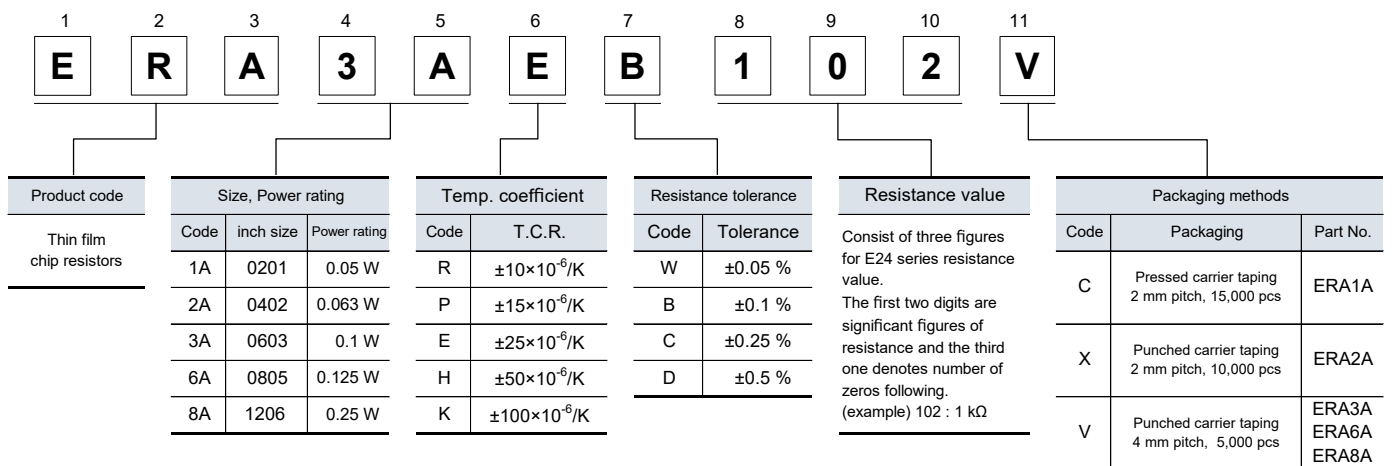 1 2 3 4 5 6 7 8 9 10 11
E R A 3 A E B 1 0 2 V
Product code
Thin film
chip resistors
Size, Power rating
Code inch size Power rating
1A 0201 0.05 W
2A 0402 0.063 W
3A 0603 0.1 W
6A 0805 0.125 W
8A 1206 0.25 W
Temp. coefficient
Code T.C.R.
R ±10×10⁻⁶/K
P ±15×10⁻⁶/K
E ±25×10⁻⁶/K
H ±50×10⁻⁶/K
K ±100×10⁻⁶/K
Resistance tolerance
Code Tolerance
W ±0.05 %
B ±0.1 %
C ±0.25 %
D ±0.5 %
Resistance value
Consist of three figures
for E24 series resistance
value.
The first two digits are
significant figures of
resistance and the third
one denotes number of
zeros following.
(example) 102 : 1 kΩ
Packaging methods
Code Packaging Part No.
C Pressed carrier taping
2 mm pitch, 15,000 pcs ERA1A
X Punched carrier taping
2 mm pitch, 10,000 pcs ERA2A
V Punched carrier taping
4 mm pitch, 5,000 pcs
ERA3A
ERA6A
ERA8A